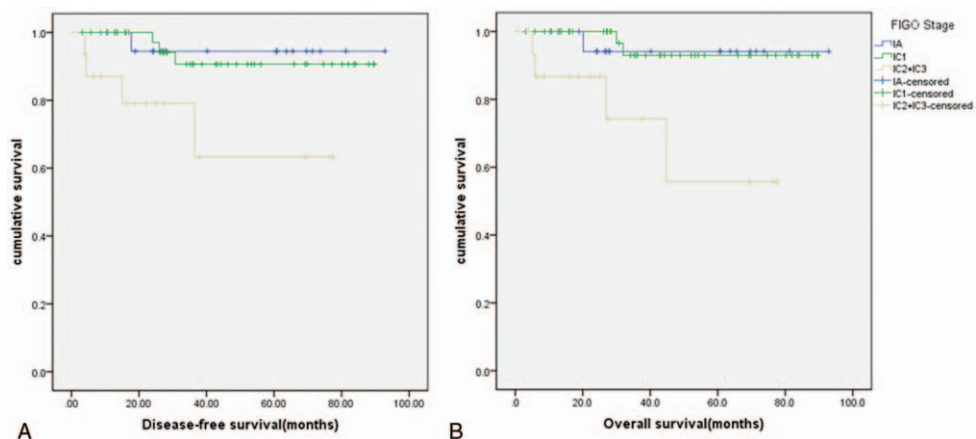 FIGO Stage
IA
IC1
IC2+IC3
IA-censored
IC1-censored
IC2+IC3-censored
cumulative survival
1.0
0.8
0.6
0.4
0.2
0.0
.00 20.00 40.00 60.00 80.00 100.00
Disease-free survival(months)
A
cumulative survival
1.0
0.8
0.6
0.4
0.2
0.0
.0 20.0 40.0 60.0 80.0 100.0
Overall survival(months)
B